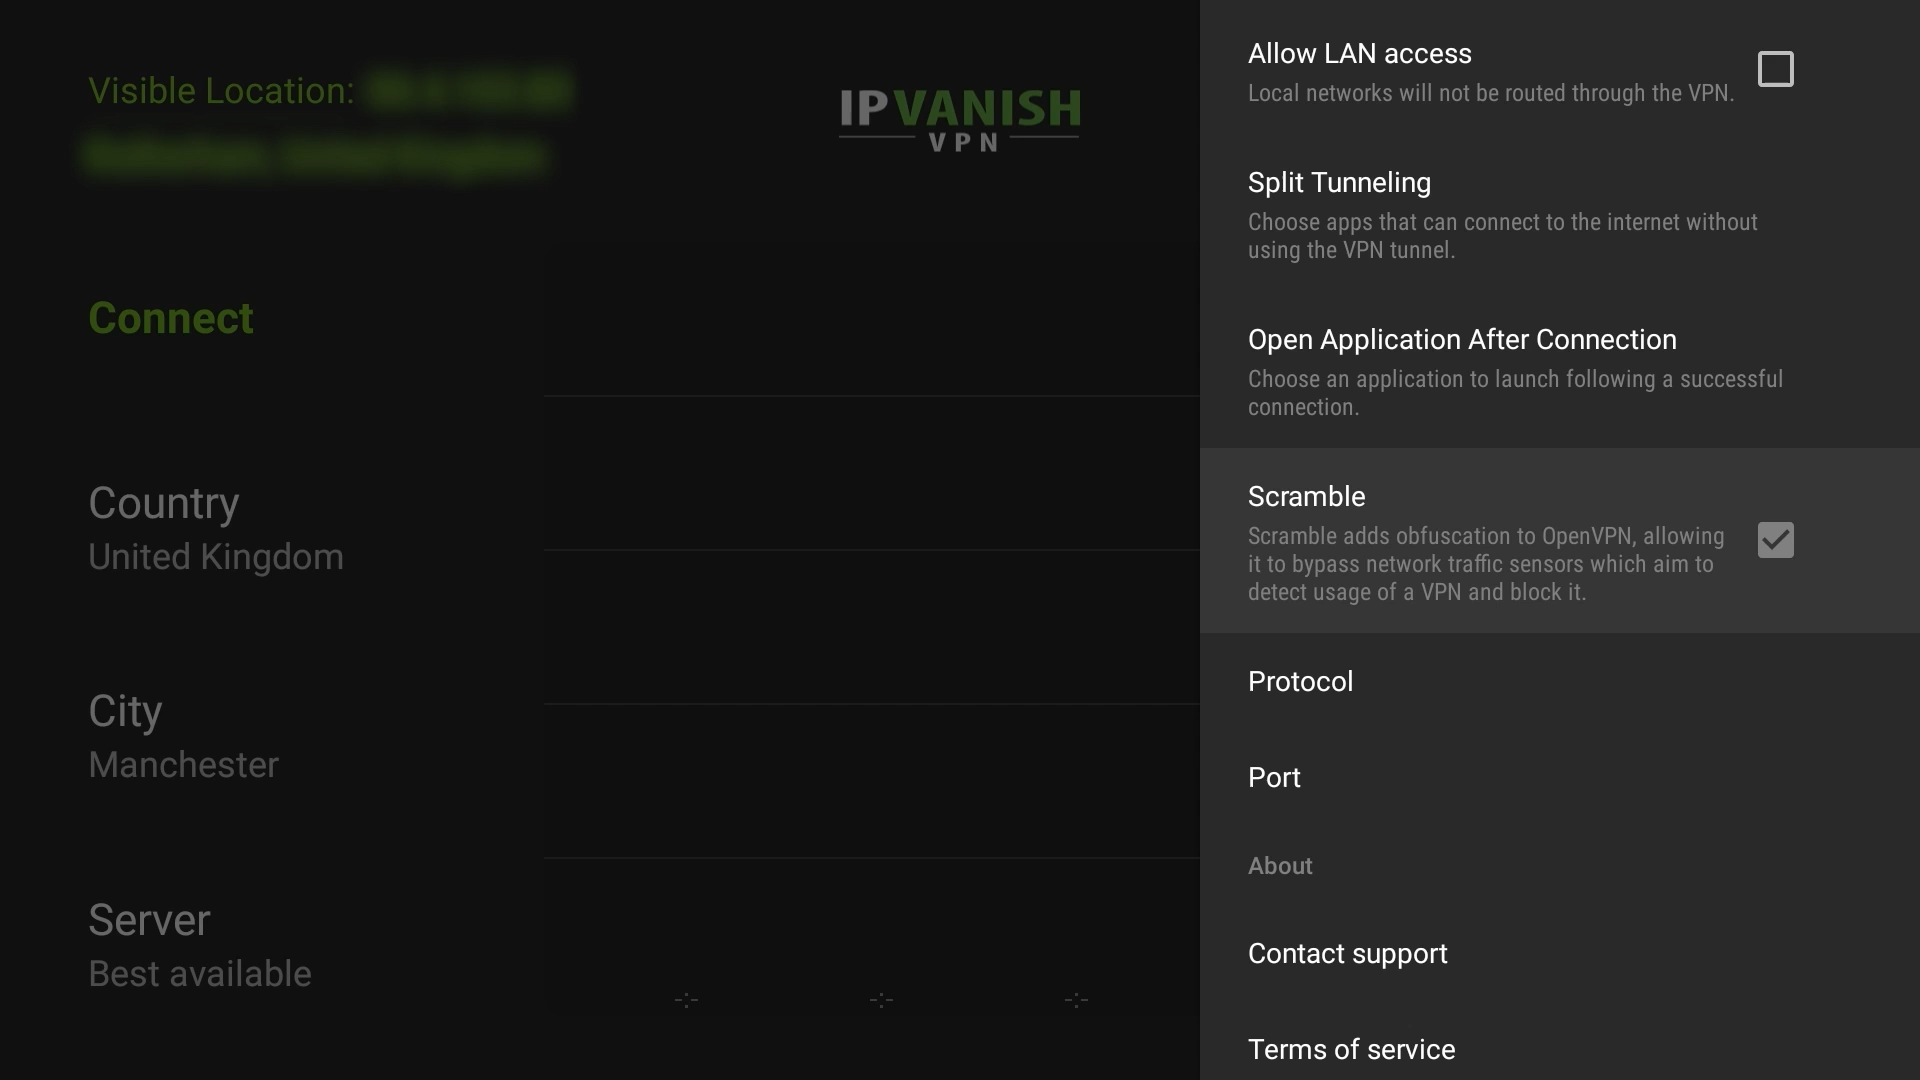 Visible Location:
IPVANISH
VPN
Connect
Country
United Kingdom
City
Manchester
Server
Best available
-:-
-:-
-:-
Allow LAN access
Local networks will not be routed through the VPN.
Split Tunneling
Choose apps that can connect to the internet without
using the VPN tunnel.
Open Application After Connection
Choose an application to launch following a successful
connection.
Scramble
Scramble adds obfuscation to OpenVPN, allowing
it to bypass network traffic sensors which aim to
detect usage of a VPN and block it.
Protocol
Port
About
Contact support
Terms of service